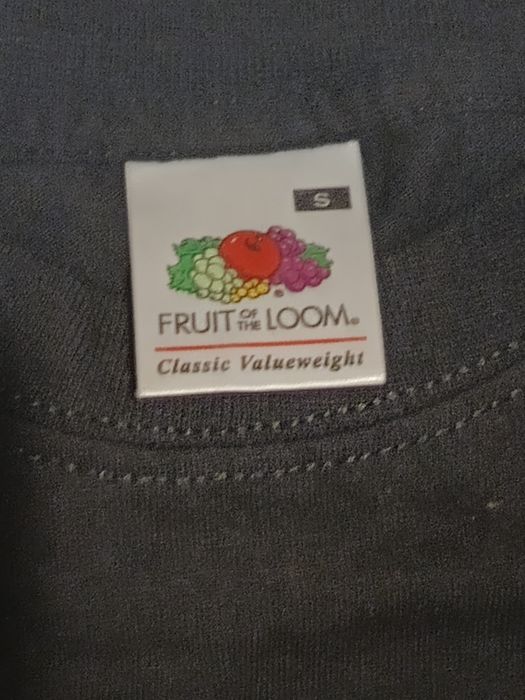 S
FRUIT OF THE LOOM®
Classic Valueweight